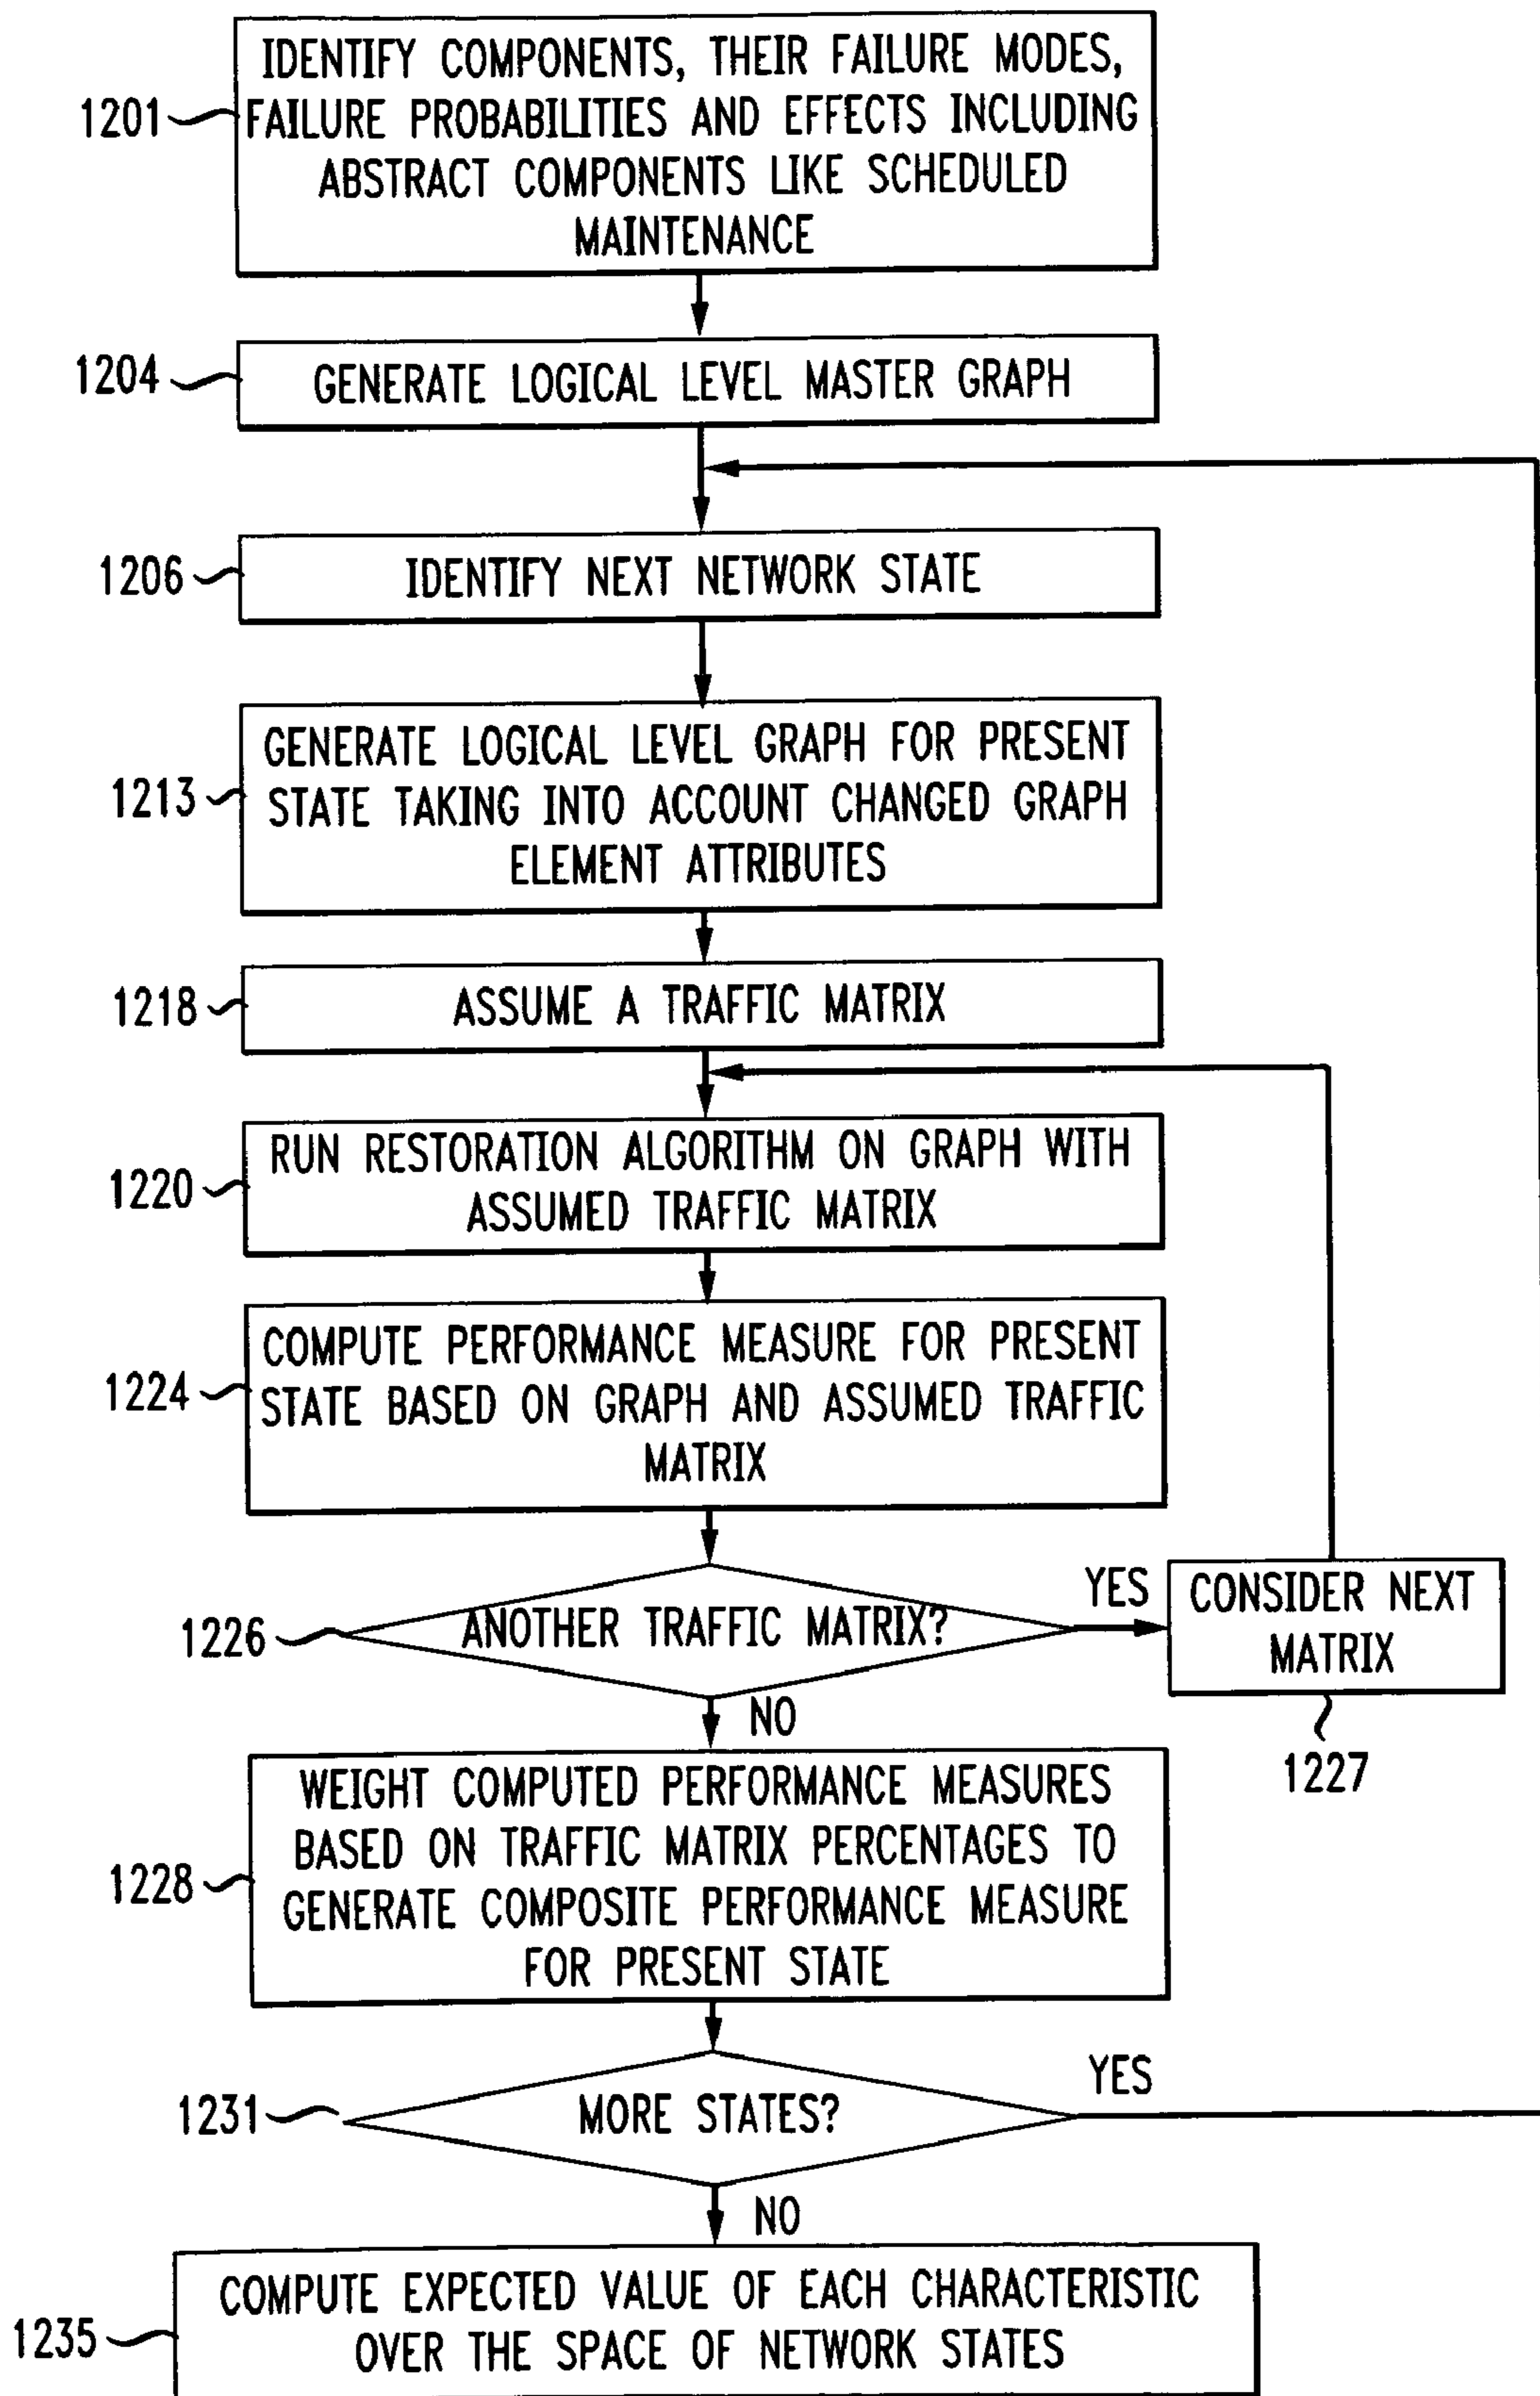 IDENTIFY COMPONENTS, THEIR FAILURE MODES,
1201 FAILURE PROBABILITIES AND EFFECTS INCLUDING
ABSTRACT COMPONENTS LIKE SCHEDULED
MAINTENANCE
1204 GENERATE LOGICAL LEVEL MASTER GRAPH
1206 IDENTIFY NEXT NETWORK STATE
GENERATE LOGICAL LEVEL GRAPH FOR PRESENT
1213 STATE TAKING INTO ACCOUNT CHANGED GRAPH
ELEMENT ATTRIBUTES
1218 ASSUME A TRAFFIC MATRIX
RUN RESTORATION ALGORITHM ON GRAPH WITH
1220 ASSUMED TRAFFIC MATRIX
COMPUTE PERFORMANCE MEASURE FOR PRESENT
1224 STATE BASED ON GRAPH AND ASSUMED TRAFFIC
MATRIX
1226 ANOTHER TRAFFIC MATRIX?
YES
CONSIDER NEXT
MATRIX
1227
NO
WEIGHT COMPUTED PERFORMANCE MEASURES
BASED ON TRAFFIC MATRIX PERCENTAGES TO
1228 GENERATE COMPOSITE PERFORMANCE MEASURE
FOR PRESENT STATE
1231 MORE STATES?
YES
NO
COMPUTE EXPECTED VALUE OF EACH CHARACTERISTIC
1235 OVER THE SPACE OF NETWORK STATES